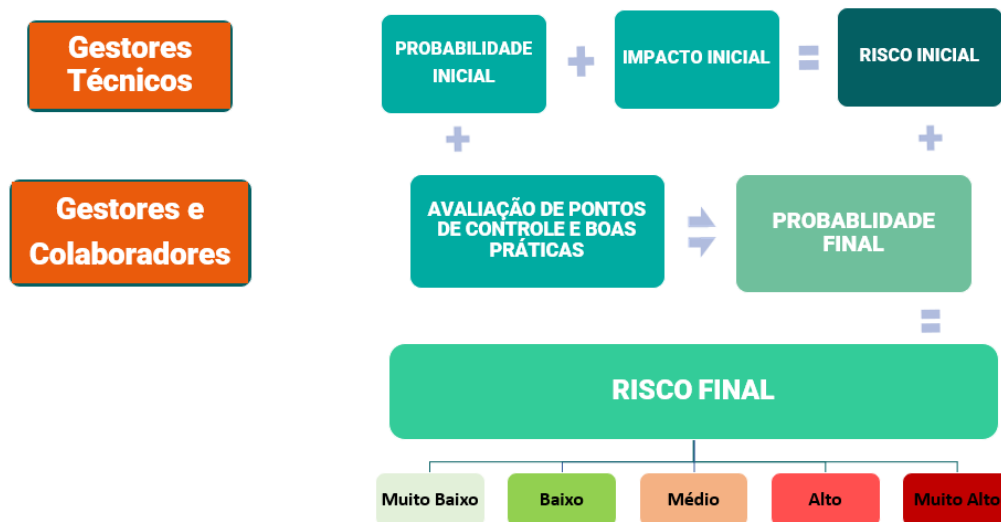 Gestores
Técnicos
PROBABILIDADE
INICIAL
+
IMPACTO INICIAL
=
RISCO INICIAL
+
+
Gestores e
Colaboradores
AVALIAÇÃO DE PONTOS
DE CONTROLE E BOAS
PRÁTICAS
PROBABLIDADE
FINAL
=
RISCO FINAL
Muito Baixo
Baixo
Médio
Alto
Muito Alto